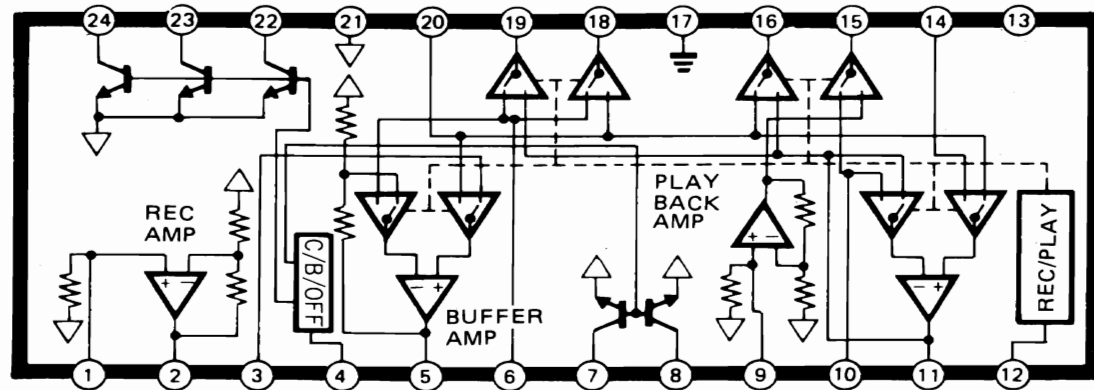 24 23 22 21 20 19 18 17 16 15 14 13
REC
AMP
C/B/OFF
+ -
- +
BUFFER
AMP
PLAY
BACK
AMP
+ -
- +
REC/PLAY
1 2 3 4 5 6 7 8 9 10 11 12